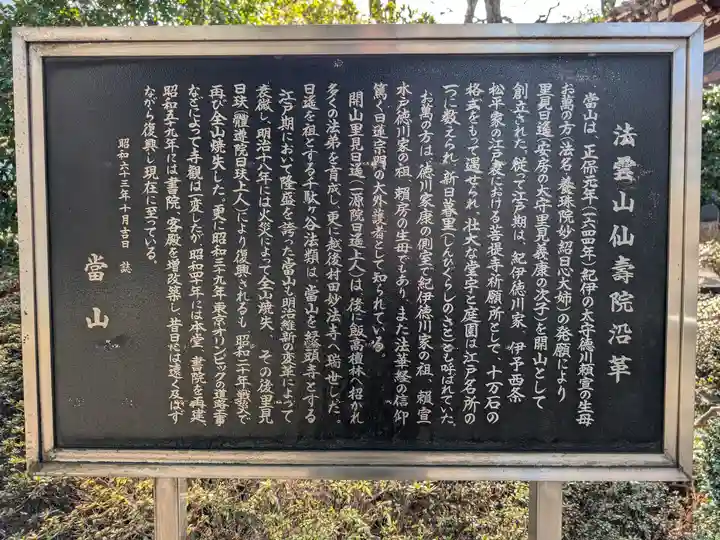 法雲山仙壽院沿革
當山は、正保元年(一六四四年)紀伊の太守徳川頼宣の生母
お萬の方(法名・養珠院妙紹日心大姉)の発願により
里見日遥(安房の太守里見義康の次子)を開山として
創立された。従って江戸期は、紀伊徳川家、伊予西条
松平家の江戸表における菩提寺祈願所として、十万石の
格式をもって遇せられ、壮大な堂宇と庭園は江戸名所の
一つに数えられ、新日暮里(しんひぐらしのさと)とも呼ばれていた。
お萬の方は、徳川家康の側室で紀伊徳川家の祖、頼宣
水戸徳川家の祖、頼房の生母でもあり、また法華経の信仰
篤く日蓮宗門の大外護者として知られている。
開山里見日遥(一源院日遥上人)は、後に飯高檀林へ招かれ
多くの法弟を育成し、更に越後村田妙法寺へ瑞世した。
日遥を祖とする千駄ヶ谷法類は、當山を縁頭寺とする
江戸期において隆盛を誇った當山も明治維新の変革によって
衰微し、明治十八年には火災によって全山焼失、その後里見
日玞(體遵院日玞上人)により復興されるも、昭和二十年戦災で
再び全山焼失した。更に昭和三十九年東京オリンピックの道路工事
などによって寺観は一変したが昭和四十年には本堂、書院を再建、
昭和五十九年には書院、客殿を増改築し、昔日には遠く及ばず
ながら復興し現在に至っている。
昭和六十三年十月吉日 誌
當山